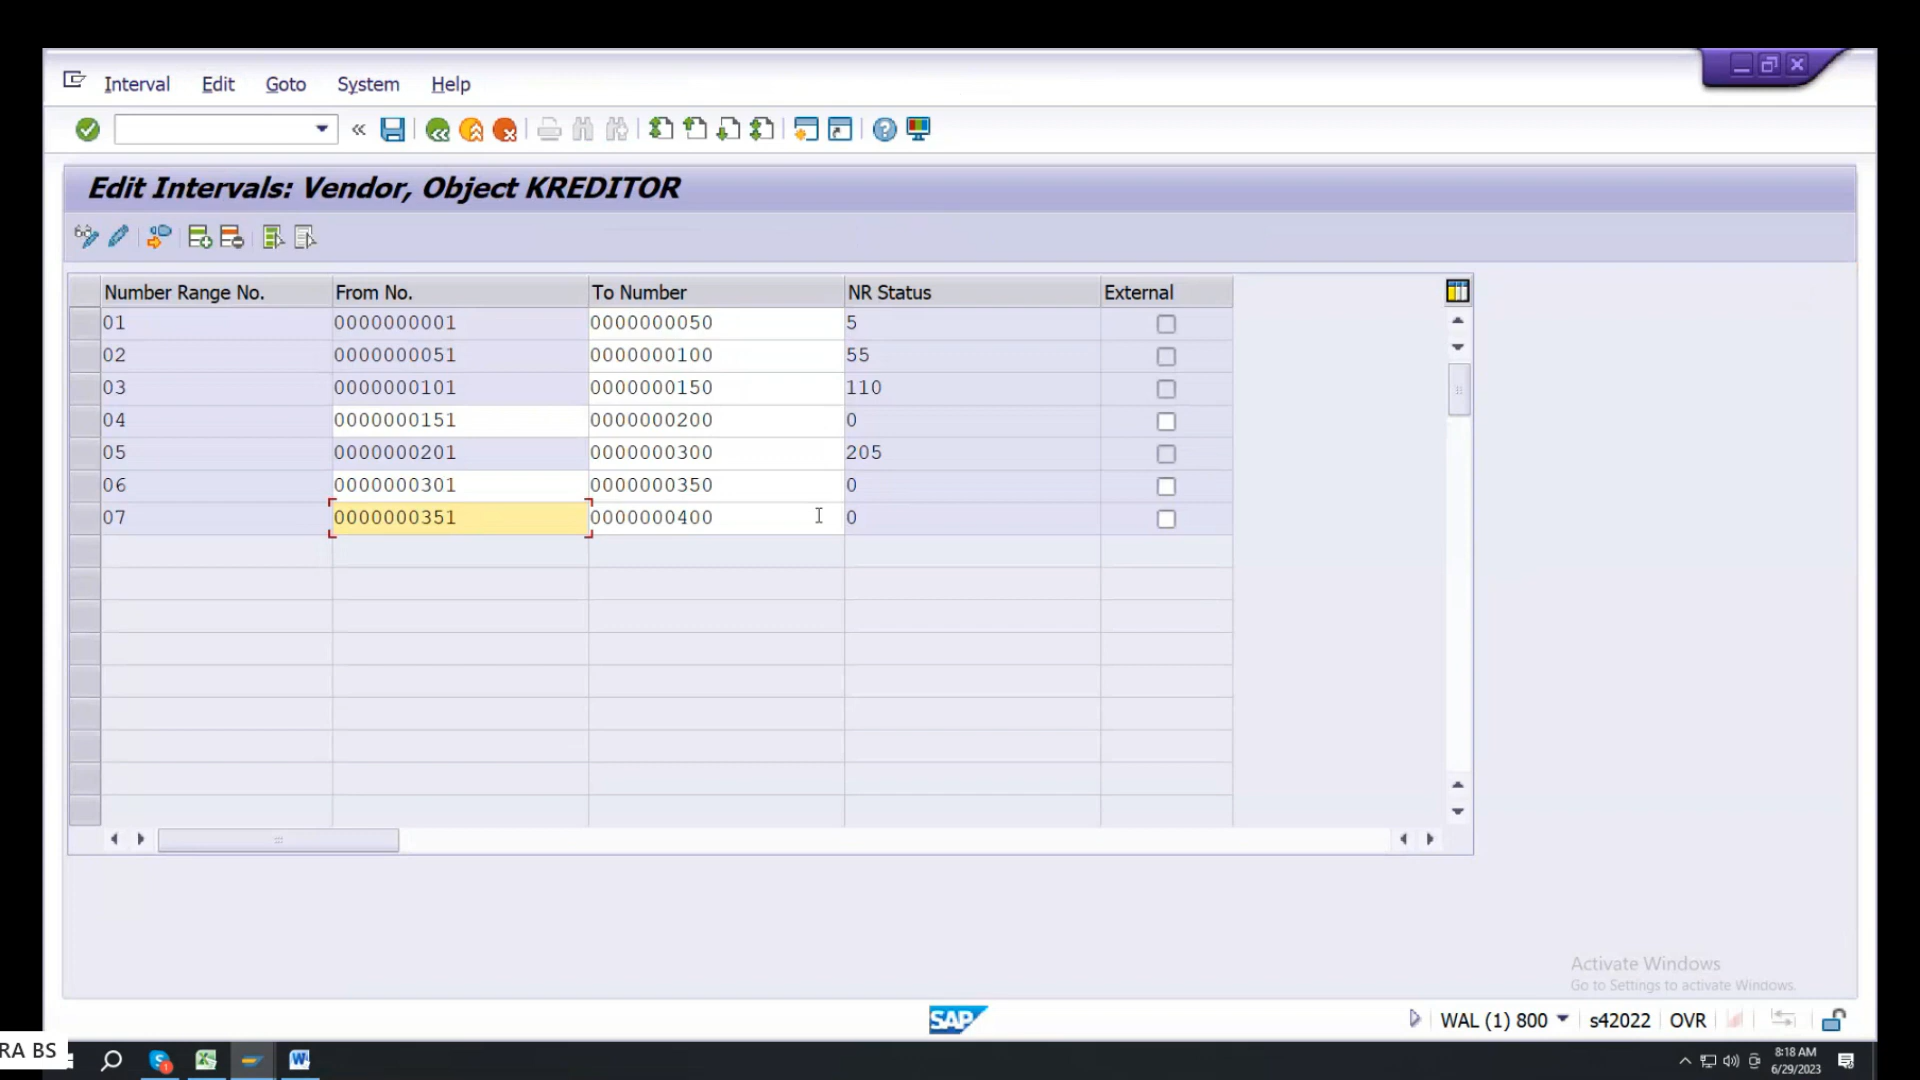 Interval Edit Goto System Help
Edit Intervals: Vendor, Object KREDITOR
Number Range No. From No. To Number NR Status External
01 0000000001 0000000050 5
02 0000000051 0000000100 55
03 0000000101 0000000150 110
04 0000000151 0000000200 0
05 0000000201 0000000300 205
06 0000000301 0000000350 0
07 0000000351 0000000400 0
Activate Windows
Go to Settings to activate Windows.
SAP
WAL (1) 800 s42022 OVR
RA BS
8:18 AM
6/29/2023